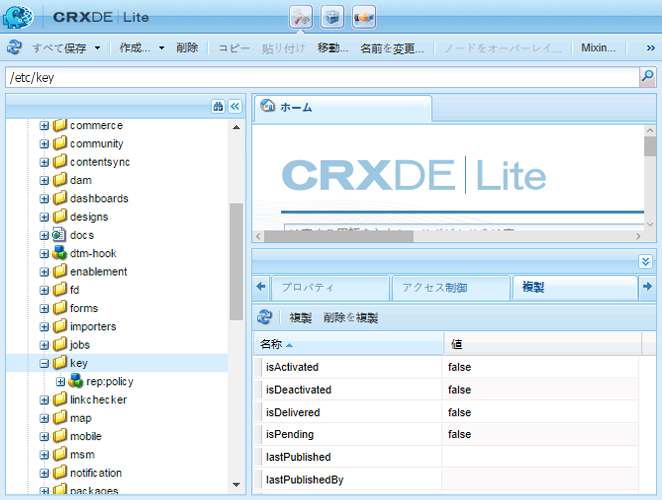 CRXDE Lite
すべて保存 作成... 削除 コピー 貼り付け 移動... 名前を変更... ノードをオーバーレイ... Mixin... »
/etc/key
commerce
community
contentsync
dam
dashboards
designs
docs
dtm-hook
enablement
fd
forms
importers
jobs
key
rep:policy
linkchecker
map
mobile
msm
notification
packages
ホーム
CRXDE Lite
プロパティ アクセス制御 複製
複製 削除を複製
名称 値
isActivated false
isDeactivated false
isDelivered false
isPending false
lastPublished
lastPublishedBy